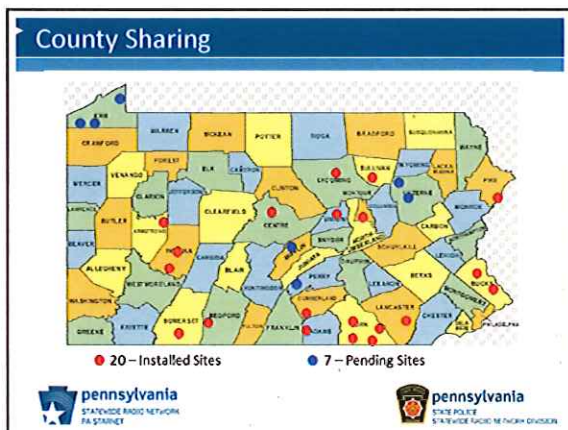 County Sharing
ERIE
CRAWFORD
WARREN
McKEAN
POTTER
TIOGA
BRADFORD
SUSQUEHANNA
WAYNE
FOREST
ELK
CAMERON
SULLIVAN
WYOMING
LACKAWANNA
PIKE
MERCER
VENANGO
CLARION
JEFFERSON
CLINTON
LYCOMING
LUZERNE
MONROE
LAWRENCE
BUTLER
CLEARFIELD
CENTRE
UNION
MONTOUR
COLUMBIA
CARBON
BEAVER
ARMSTRONG
INDIANA
SNYDER
NORTHUMBERLAND
SCHUYLKILL
NORTHAMPTON
LEHIGH
ALLEGHENY
CAMBRIA
BLAIR
MIFFLIN
JUNIATA
DAUPHIN
BERKS
BUCKS
WESTMORELAND
HUNTINGDON
PERRY
LEBANON
MONTGOMERY
WASHINGTON
SOMERSET
BEDFORD
CUMBERLAND
LANCASTER
CHESTER
PHILADELPHIA
GREENE
FAYETTE
FULTON
FRANKLIN
ADAMS
YORK
20 – Installed Sites
7 – Pending Sites
pennsylvania
STATEWIDE RADIO NETWORK
PA STARNET
pennsylvania
STATE POLICE
STATEWIDE RADIO NETWORK DIVISION